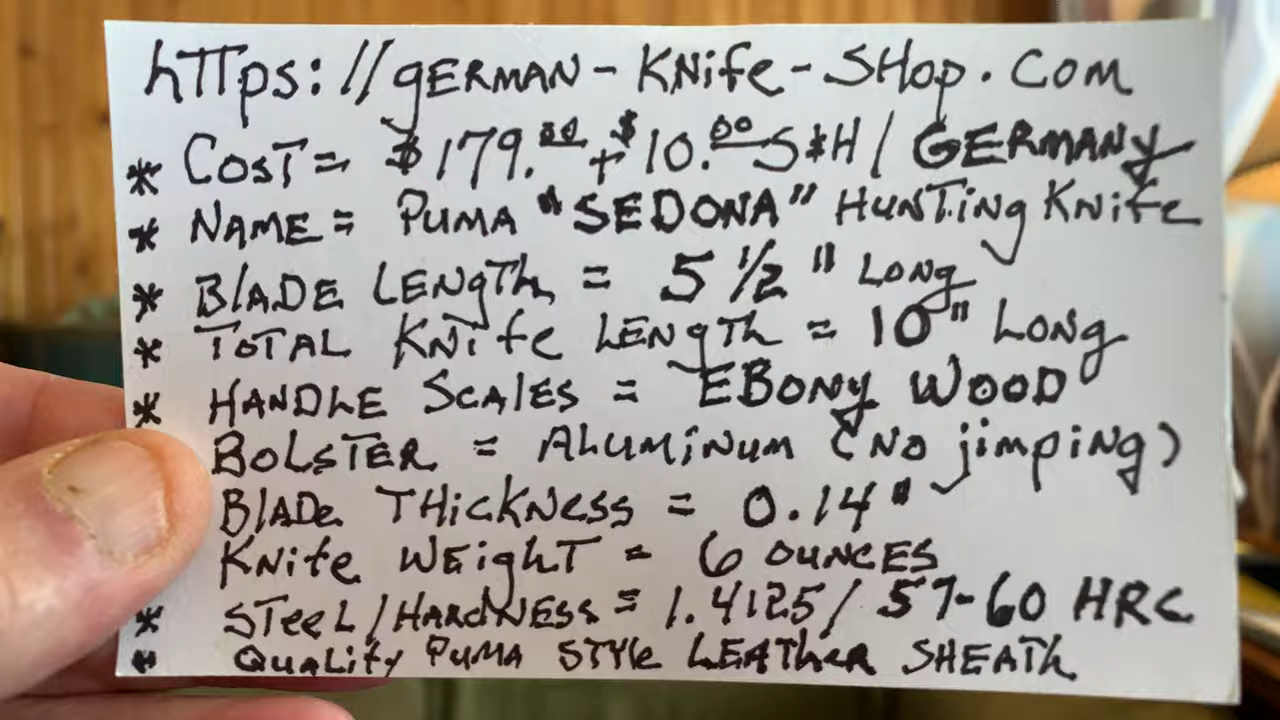 https://german-Knife-Shop.com
* Cost = $179.00 + $10.00 S&H / GERMANY
* NAME = PUMA "SEDONA" HUNTING KNIFE
* BLADE LENGTH = 5 1/2" LONG
* TOTAL KNIFE LENGTH = 10" LONG
* HANDLE SCALES = EBONY WOOD
BOLSTER = ALUMINUM (NO jimping)
BLADE THICKNESS = 0.14"
KNIFE WEIGHT = 6 OUNCES
* STEEL/HARDNESS = 1.4125/ 57-60 HRC
* QUALITY PUMA STYLE LEATHER SHEATH